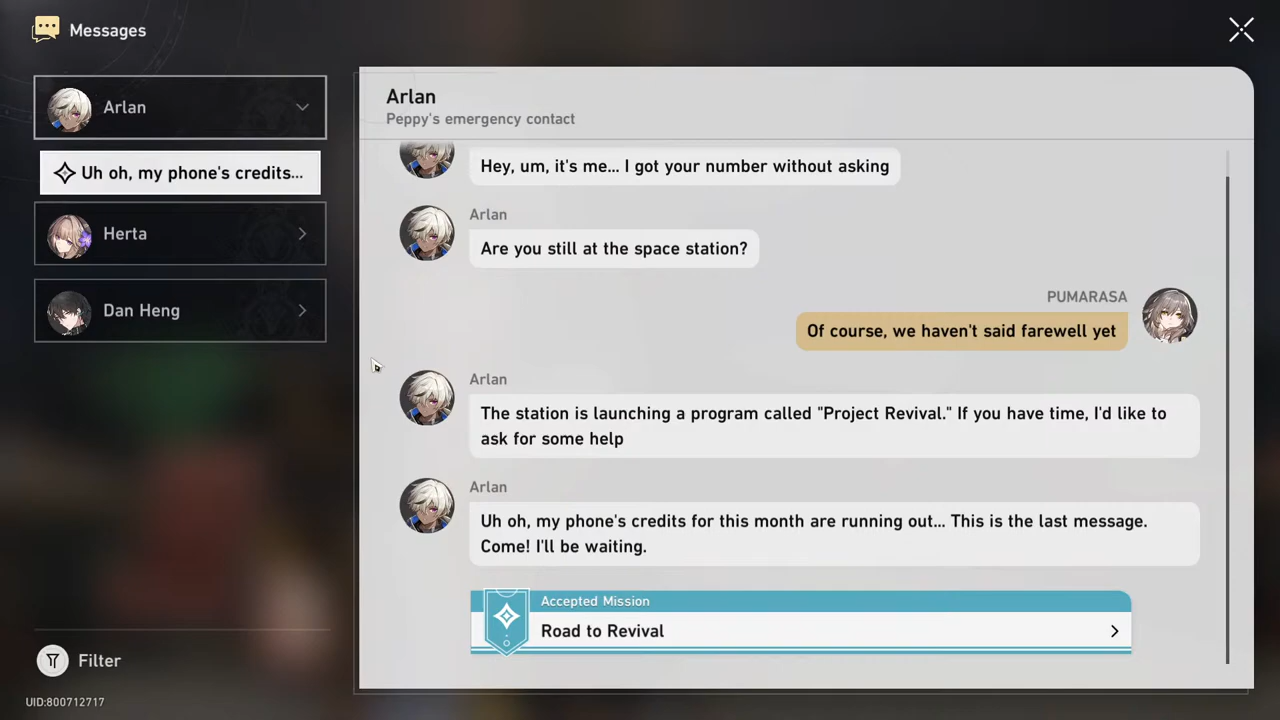 Messages
Arlan
Uh oh, my phone's credits...
Herta
Dan Heng
Filter
UID:800712717
Arlan
Peppy's emergency contact
Hey, um, it's me... I got your number without asking
Arlan
Are you still at the space station?
PUMARASA
Of course, we haven't said farewell yet
Arlan
The station is launching a program called "Project Revival." If you have time, I'd like to
ask for some help
Arlan
Uh oh, my phone's credits for this month are running out... This is the last message.
Come! I'll be waiting.
Accepted Mission
Road to Revival